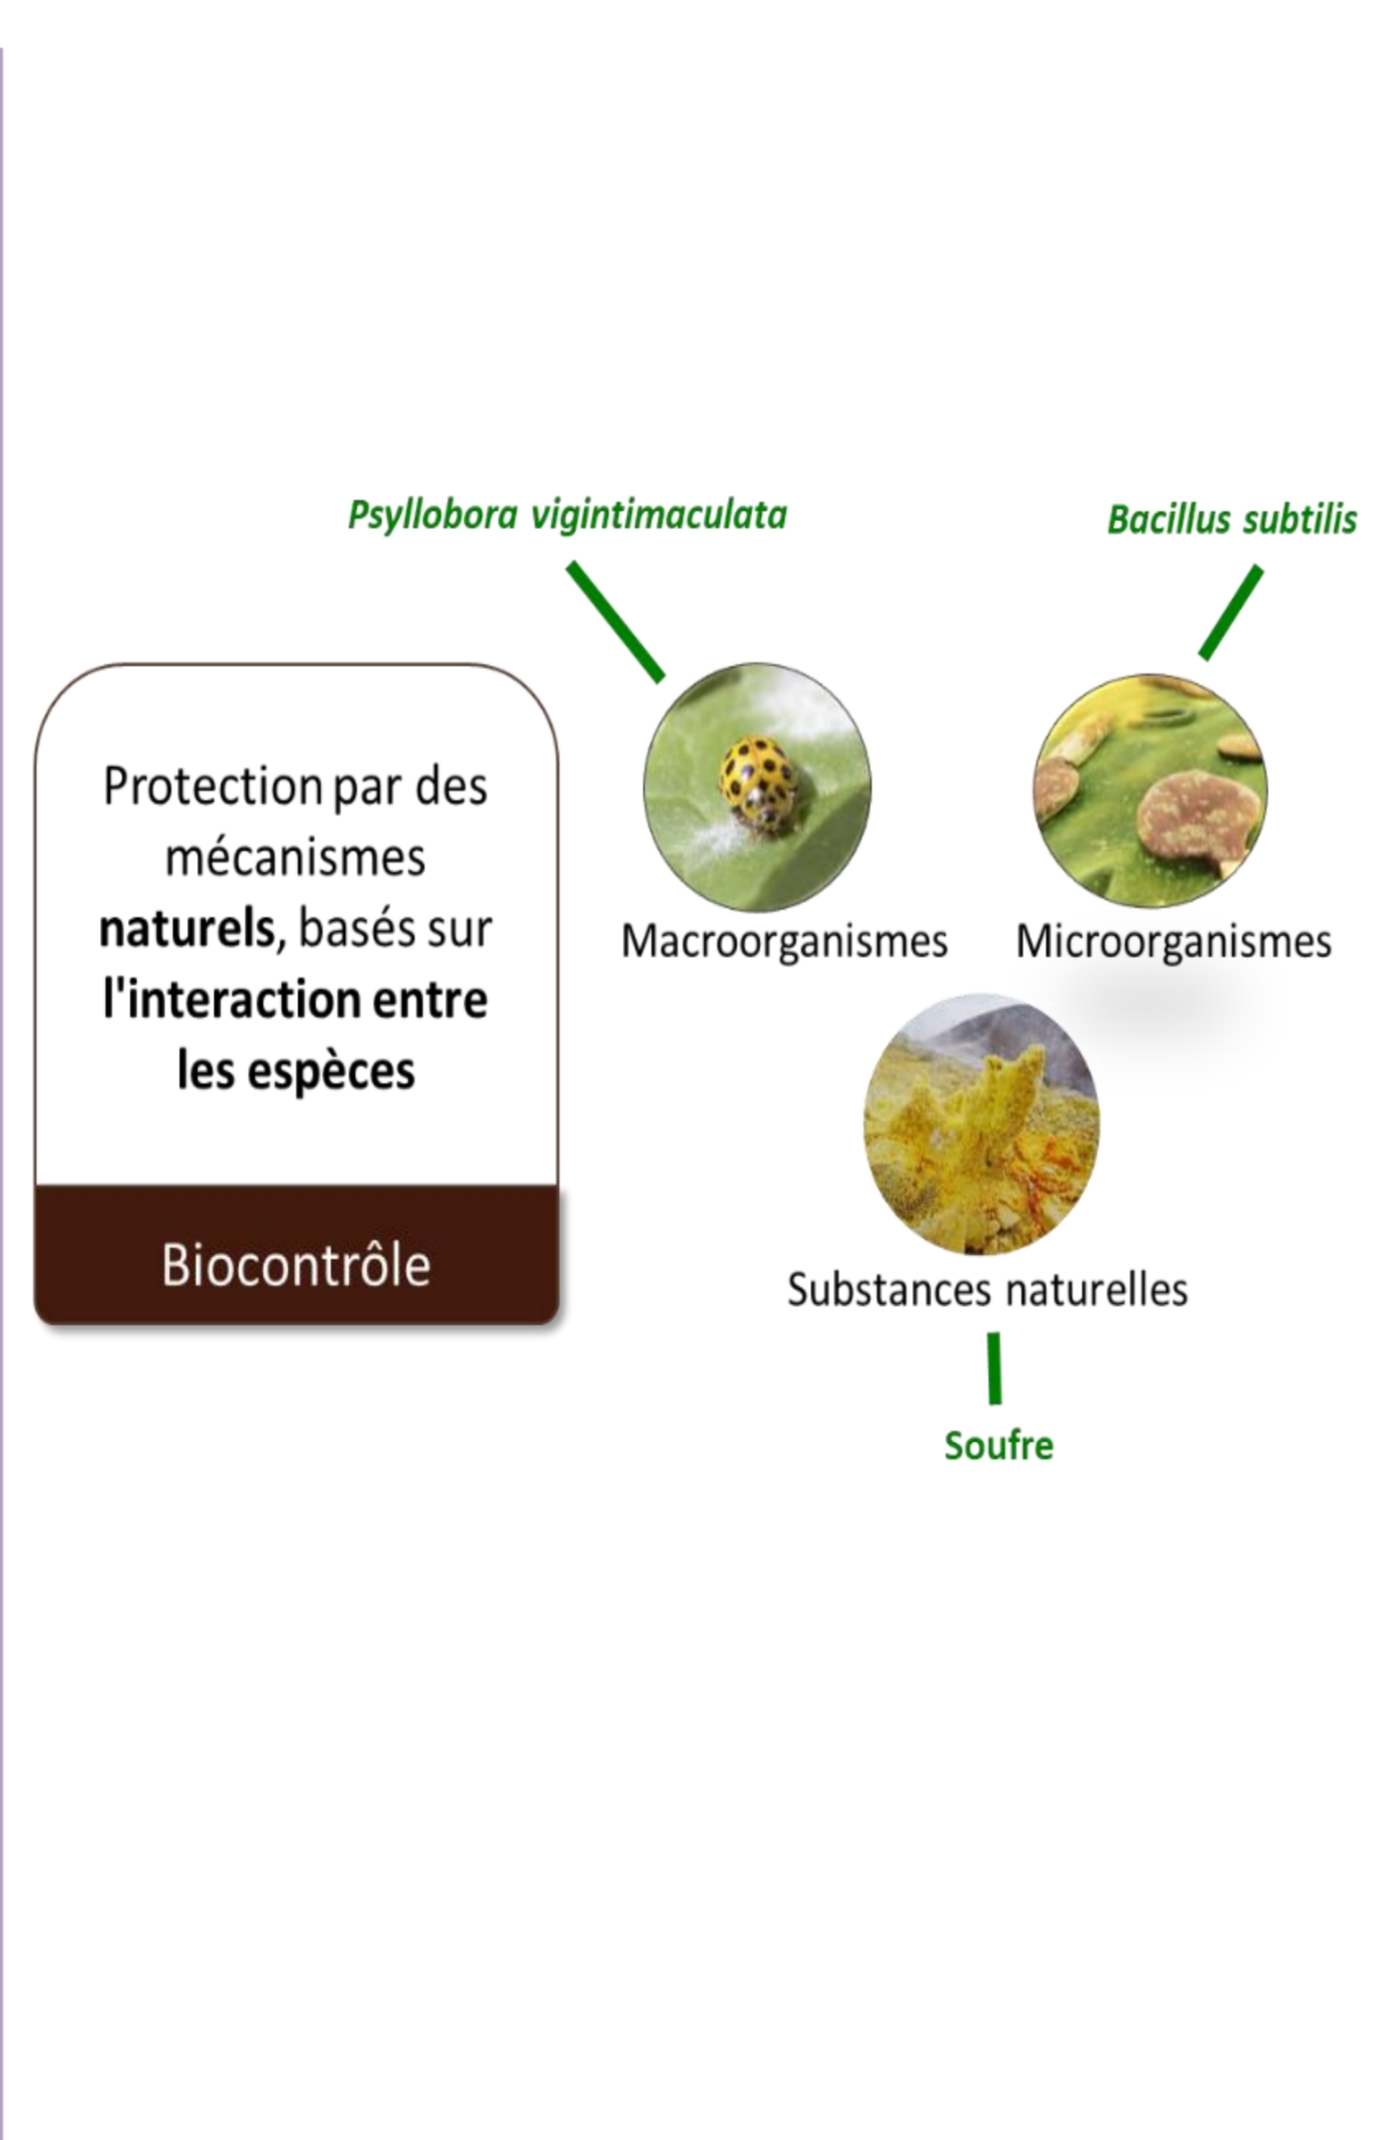 Psyllobora vigintimaculata
Bacillus subtilis
Protection par des
mécanismes
naturels, basés sur
l'interaction entre
les espèces
Biocontrôle
Macroorganismes
Microorganismes
Substances naturelles
Soufre